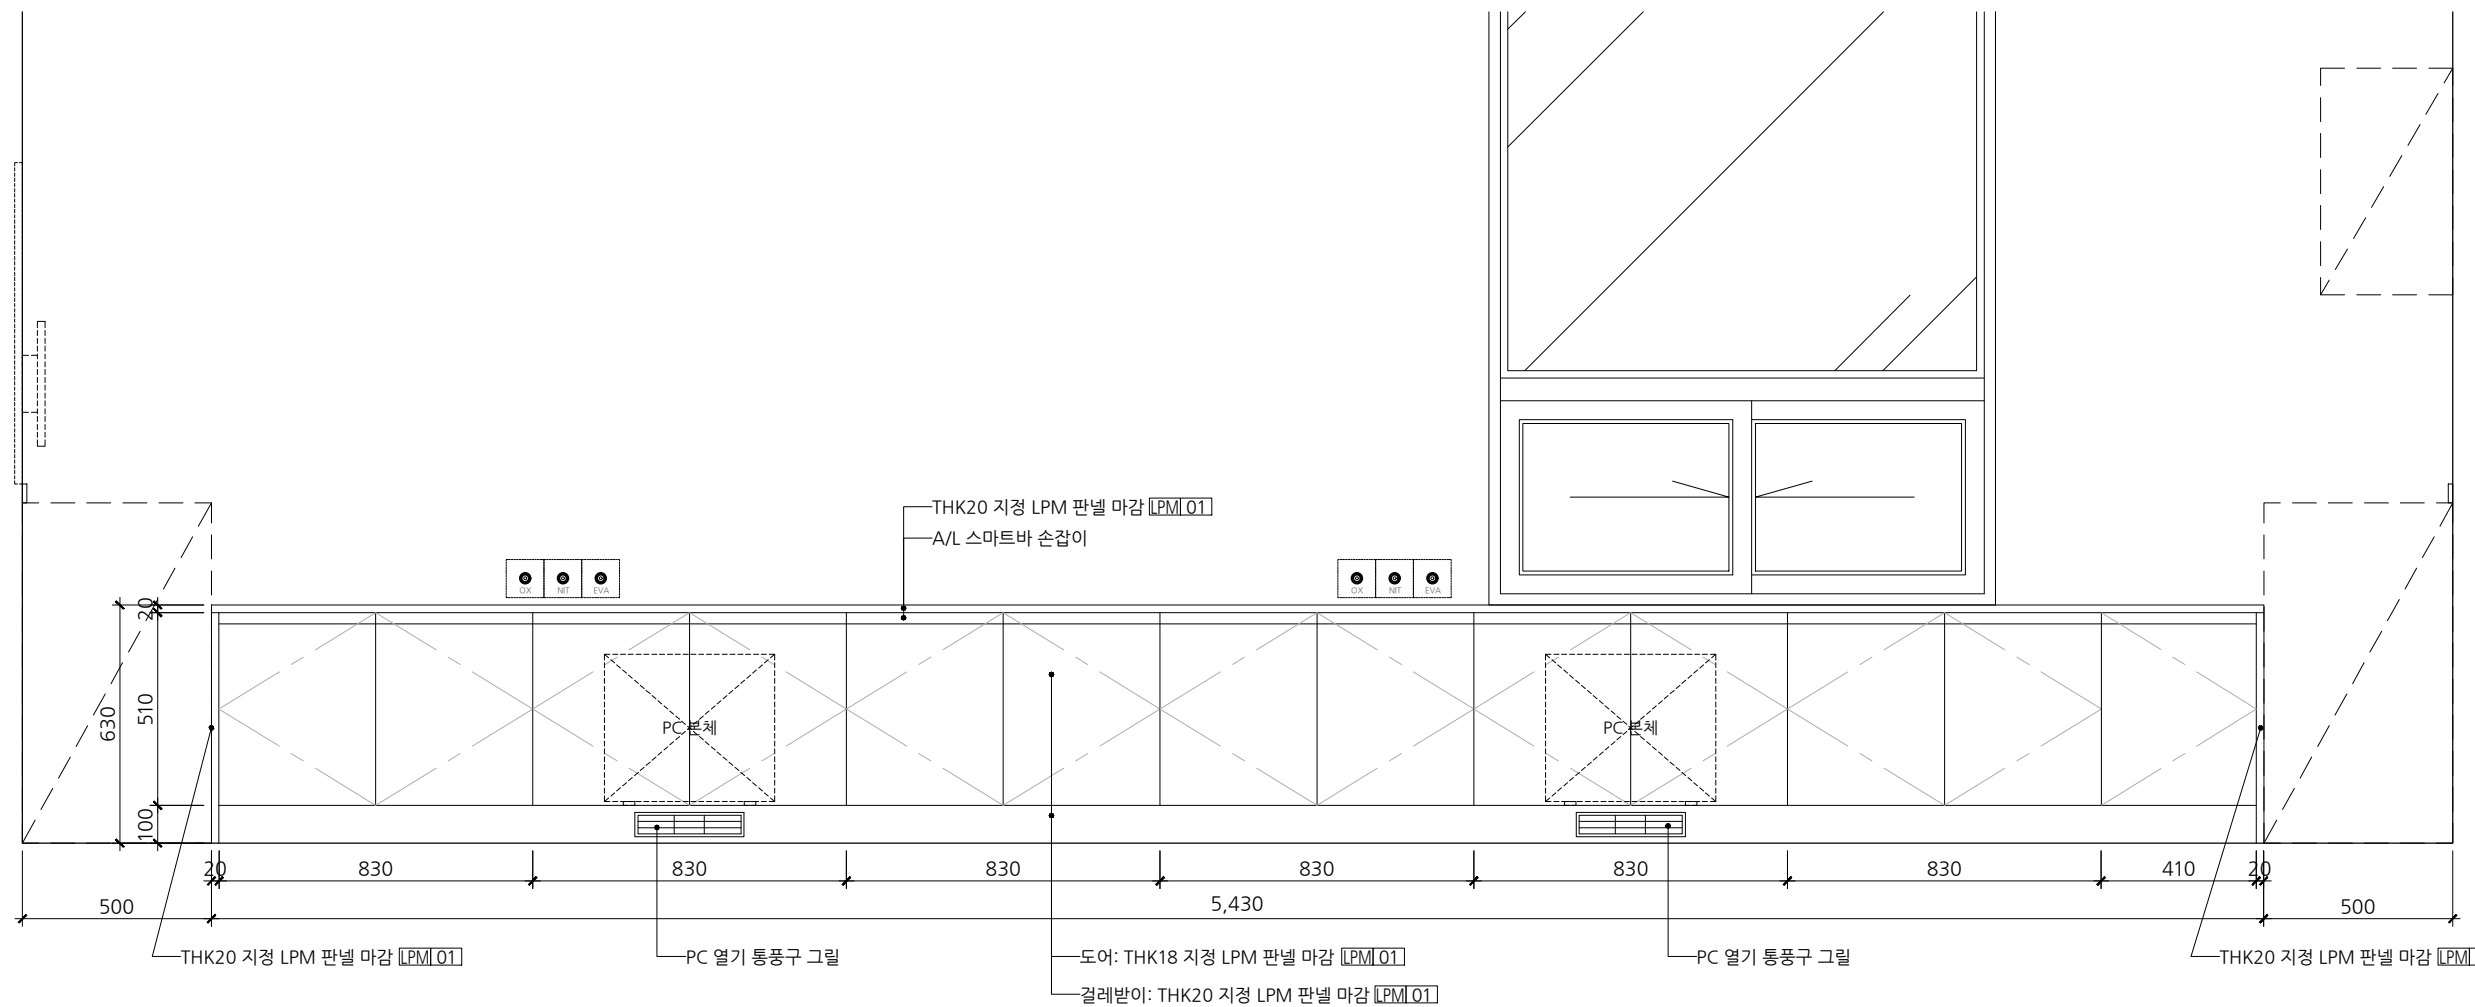 THK20 지정 LPM 판넬 마감 LPM 01
A/L 스마트바 손잡이
OX NIT EVA
OX NIT EVA
20
510
630
100
PC 본체
PC 본체
20 830 830 830 830 830 830 410 20
500 5,430 500
THK20 지정 LPM 판넬 마감 LPM 01
PC 열기 통풍구 그릴
도어: THK18 지정 LPM 판넬 마감 LPM 01
PC 열기 통풍구 그릴
THK20 지정 LPM 판넬 마감 LPM
걸레받이: THK20 지정 LPM 판넬 마감 LPM 01